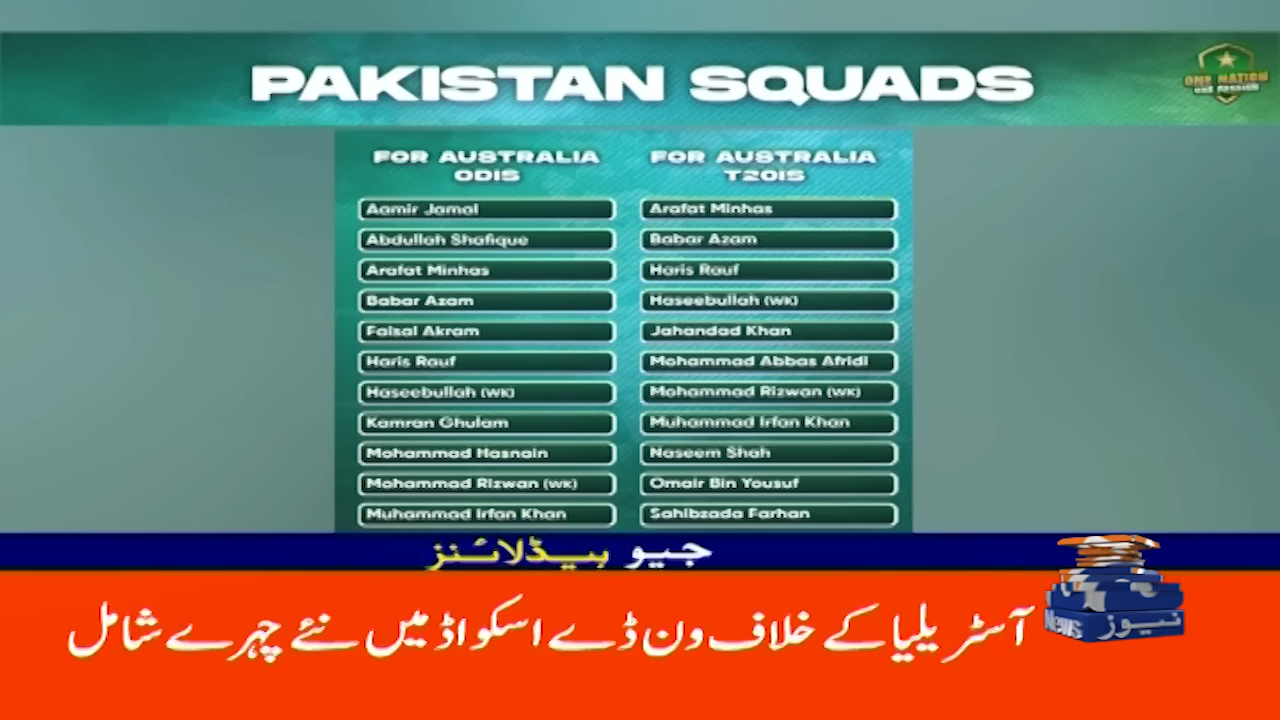 PAKISTAN SQUADS
ONE NATION
ONE PASSION
FOR AUSTRALIA
ODIS
Aamir Jamal
Abdullah Shafique
Arafat Minhas
Babar Azam
Faisal Akram
Haris Rauf
Haseebullah (WK)
Kamran Ghulam
Mohammad Hasnain
Mohammad Rizwan (WK)
Muhammad Irfan Khan
FOR AUSTRALIA
T20IS
Arafat Minhas
Babar Azam
Haris Rauf
Haseebullah (WK)
Jahandad Khan
Mohammad Abbas Afridi
Mohammad Rizwan (WK)
Muhammad Irfan Khan
Naseem Shah
Omair Bin Yousuf
Sahibzada Farhan
جیو ہیڈلائنز
آسٹریلیا کے خلاف ون ڈے اسکواڈ میں نئے چہرے شامل
News نیوز